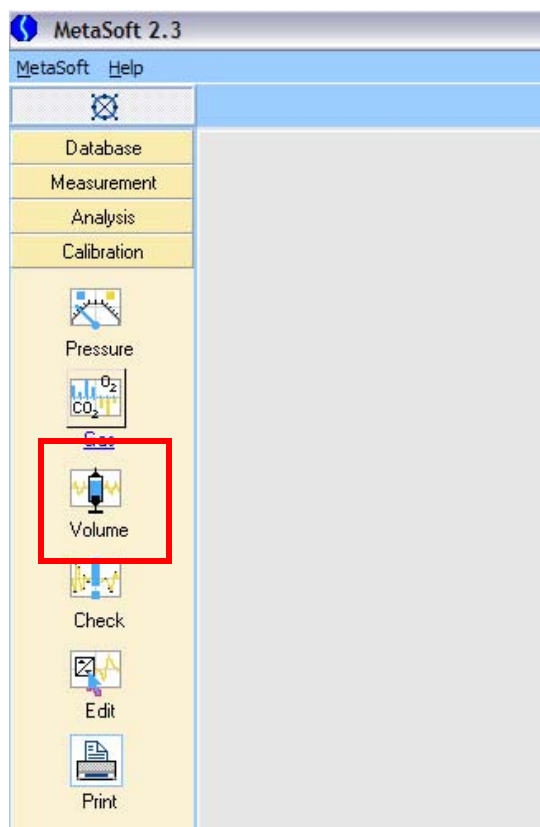 MetaSoft 2.3
MetaSoft Help
Database
Measurement
Analysis
Calibration
Pressure
O2
CO2
Gas
Volume
Check
Edit
Print